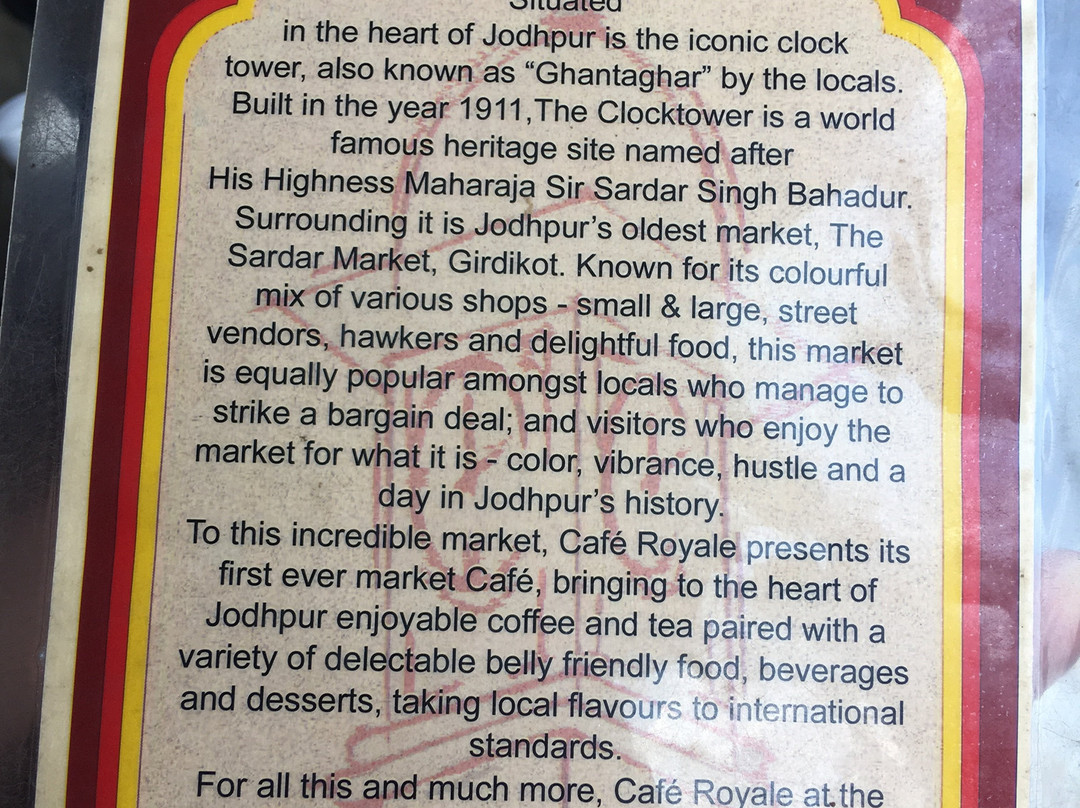 Situated
in the heart of Jodhpur is the iconic clock
tower, also known as “Ghantaghar” by the locals.
Built in the year 1911,The Clocktower is a world
famous heritage site named after
His Highness Maharaja Sir Sardar Singh Bahadur.
Surrounding it is Jodhpur’s oldest market, The
Sardar Market, Girdikot. Known for its colourful
mix of various shops - small & large, street
vendors, hawkers and delightful food, this market
is equally popular amongst locals who manage to
strike a bargain deal; and visitors who enjoy the
market for what it is - color, vibrance, hustle and a
day in Jodhpur’s history.
To this incredible market, Café Royale presents its
first ever market Café, bringing to the heart of
Jodhpur enjoyable coffee and tea paired with a
variety of delectable belly friendly food, beverages
and desserts, taking local flavours to international
standards.
For all this and much more, Café Royale at the